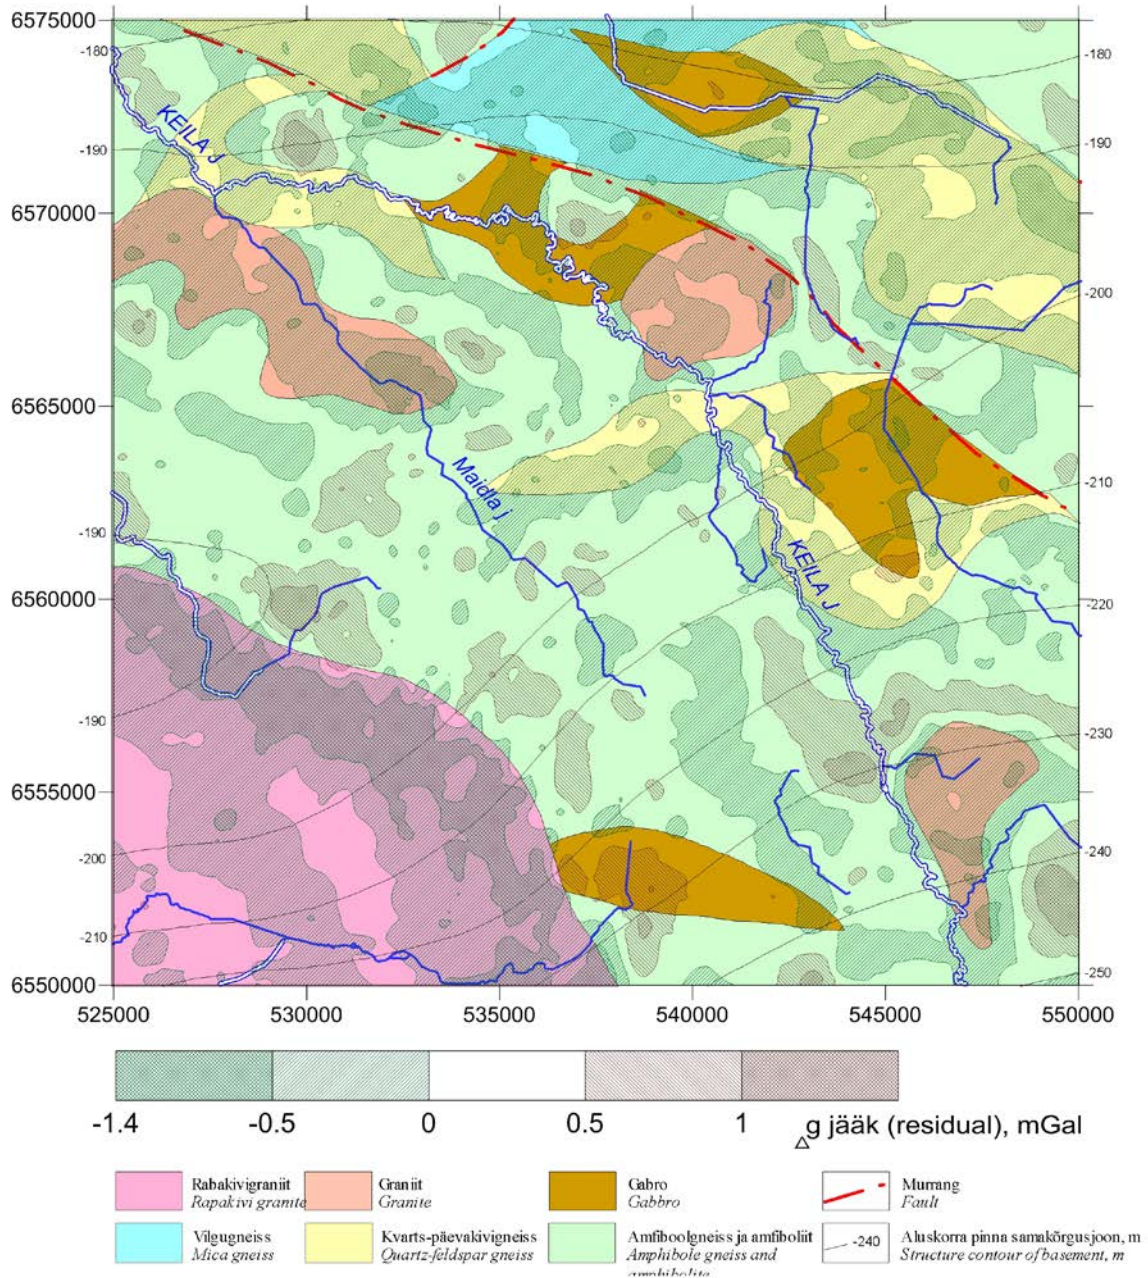 6575000
-180
-180
KEILA J
-190
-190
6570000
-200
6565000
Maidla j
-210
-190
KEILA J
6560000
-220
-190
-230
6555000
-200
-240
-210
-250
6550000
525000 530000 535000 540000 545000 550000
-1.4 -0.5 0 0.5 1 △g jääk (residual), mGal
Rabakivigraniit
Rapakivi granite
Graniit
Granite
Gabro
Gabbro
Murrang
Fault
Vilgugneiss
Mica gneiss
Kvarts-päevakivigneiss
Quartz-feldspar gneiss
Amfiboolgneiss ja amfiboliit
Amphibole gneiss and
amphibolite
-240
Aluskorra pinna samakõrgusjoon, m
Structure contour of basement, m